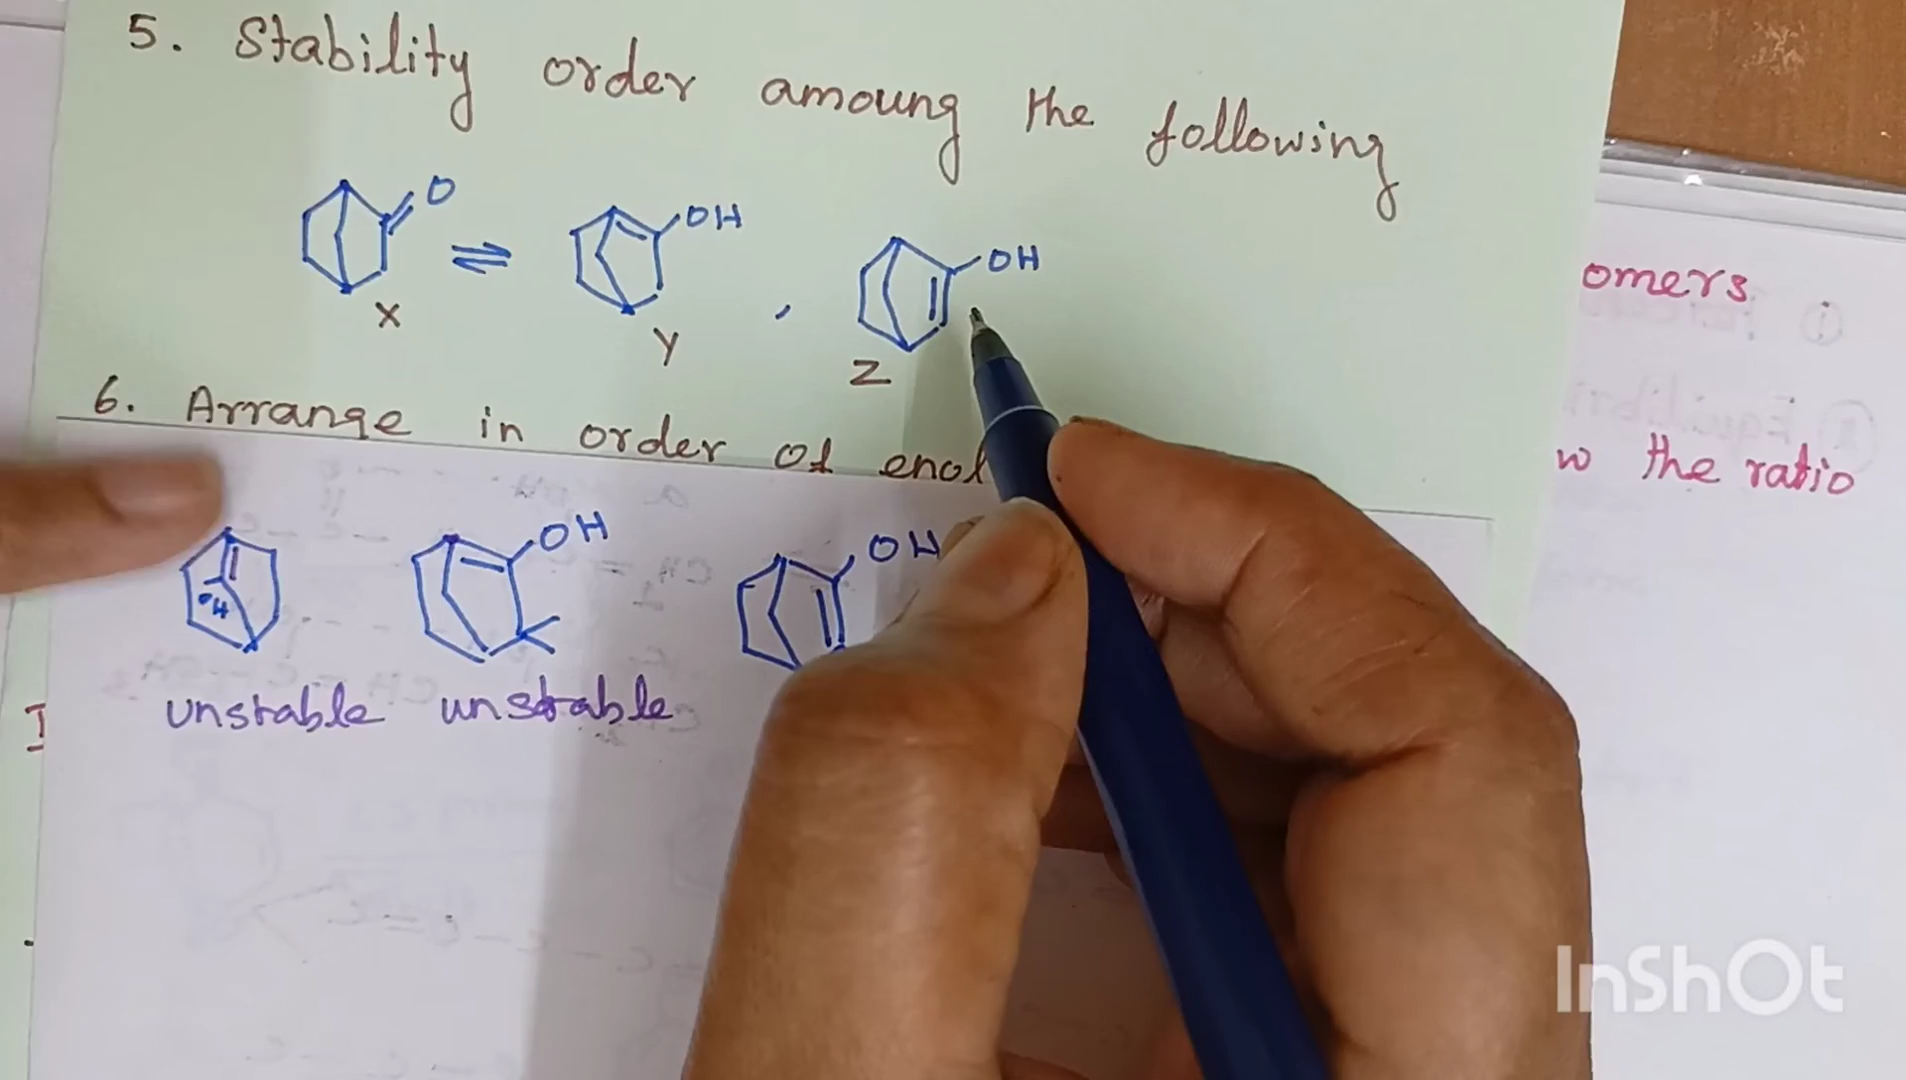 5. Stability order amoung the following
O OH OH
X Y Z
6. Arrange in order of enol
omers
w the ratio
OH OH OH
unstable unstable
I
InShOt